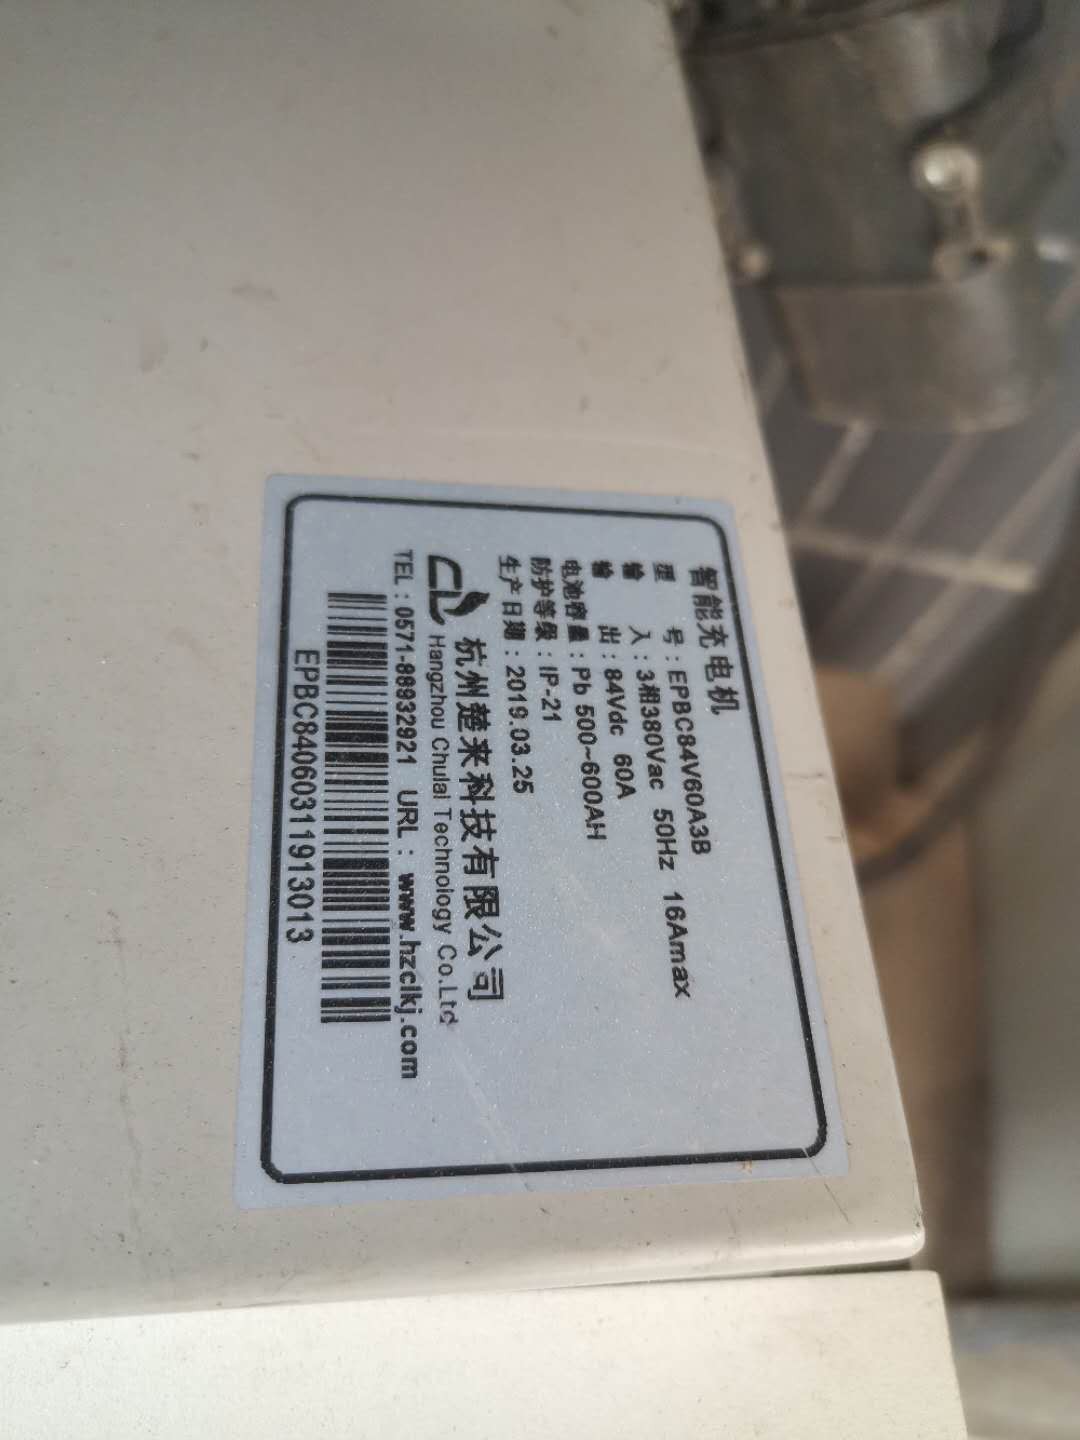 智能充电机
型 号：EPBC84V60A3B
输 入：3相380Vac 50Hz 16Amax
输 出：84Vdc 60A
电池容量：Pb 500~600AH
防护等级：IP-21
生产日期：2019.03.25
杭州楚来科技有限公司
Hangzhou Chulai Technology Co.Ltd
TEL：0571-88932921 URL：www.hzclkj.com
EPBC84060311913013